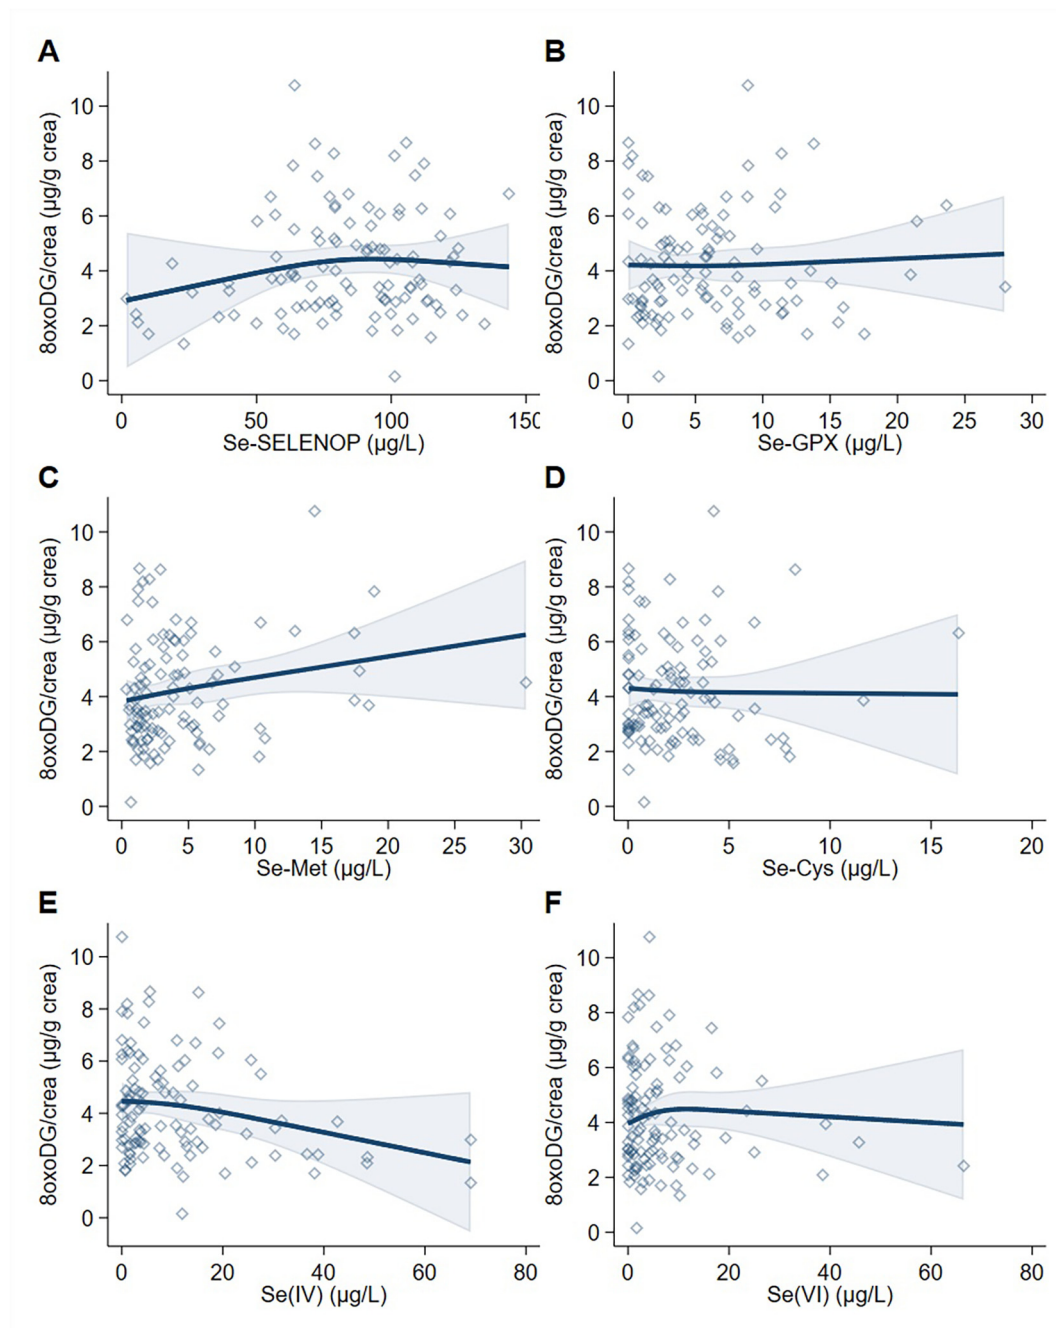 A
8oxoDG/crea (µg/g crea)
10
8
6
4
2
0
0 50 100 150
Se-SELENOP (µg/L)
B
8oxoDG/crea (µg/g crea)
10
8
6
4
2
0
0 5 10 15 20 25 30
Se-GPX (µg/L)
C
8oxoDG/crea (µg/g crea)
10
8
6
4
2
0
0 5 10 15 20 25 30
Se-Met (µg/L)
D
8oxoDG/crea (µg/g crea)
10
8
6
4
2
0
0 5 10 15 20
Se-Cys (µg/L)
E
8oxoDG/crea (µg/g crea)
10
8
6
4
2
0
0 20 40 60 80
Se(IV) (µg/L)
F
8oxoDG/crea (µg/g crea)
10
8
6
4
2
0
0 20 40 60 80
Se(VI) (µg/L)